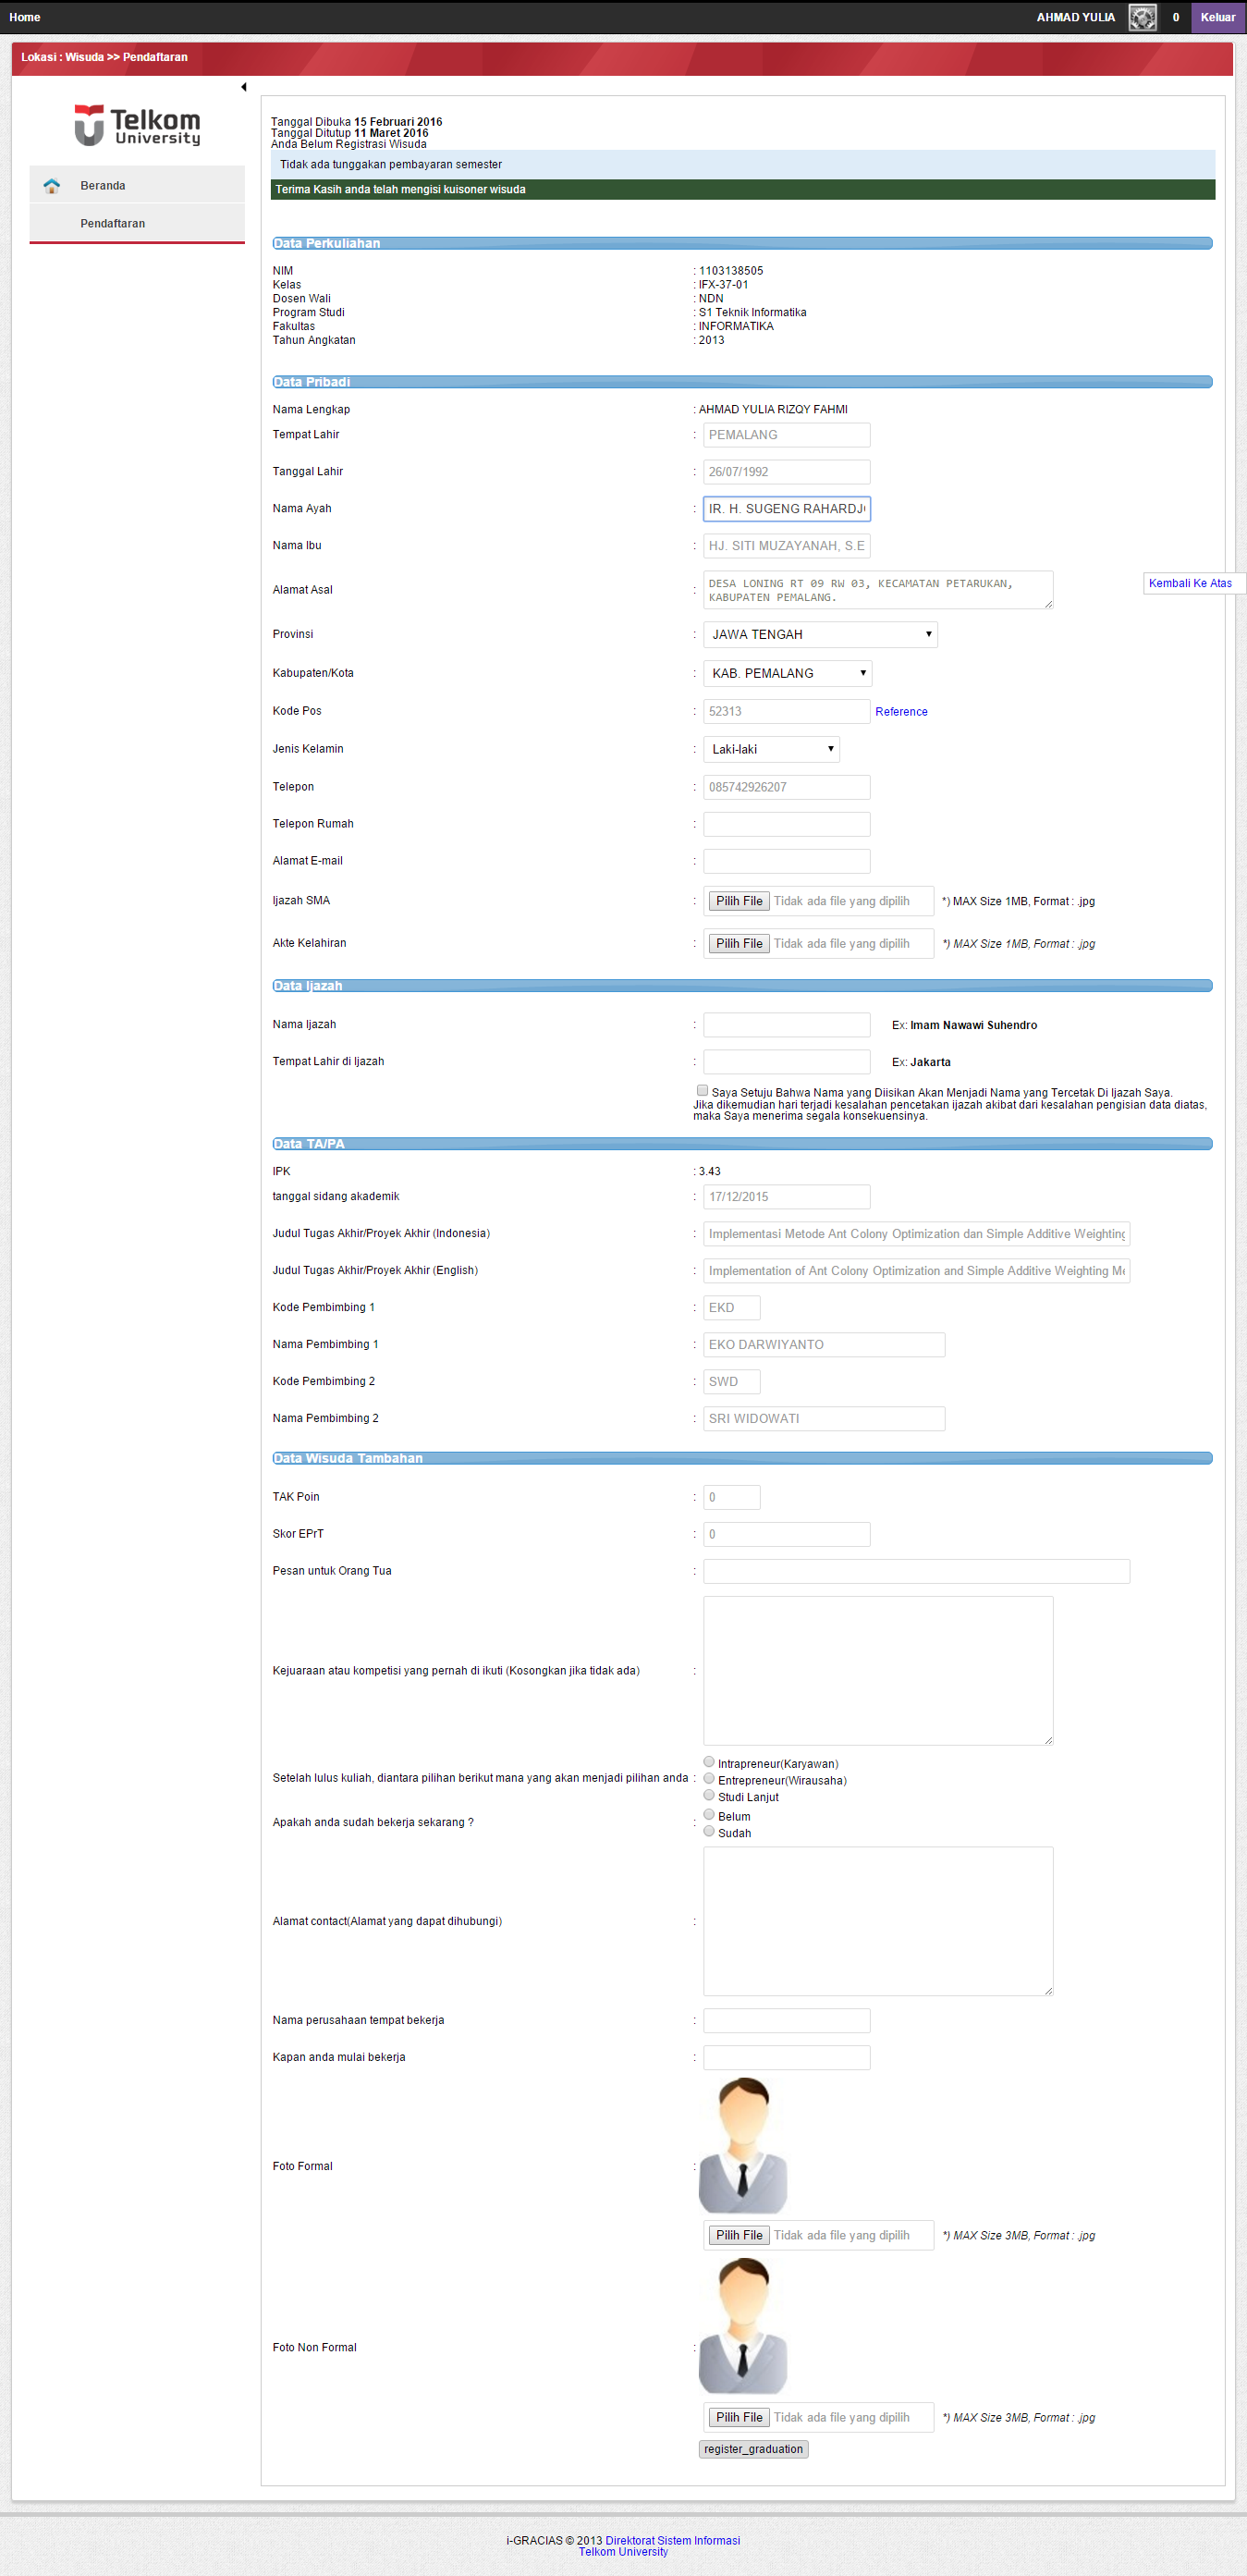 Home
AHMAD YULIA 0 Keluar
Lokasi : Wisuda >> Pendaftaran
Telkom
University
Beranda
Pendaftaran
Tanggal Dibuka 15 Februari 2016
Tanggal Ditutup 11 Maret 2016
Anda Belum Registrasi Wisuda
Tidak ada tunggakan pembayaran semester
Terima Kasih anda telah mengisi kuisoner wisuda
Data Perkuliahan
NIM : 1103138505
Kelas : IFX-37-01
Dosen Wali : NDN
Program Studi : S1 Teknik Informatika
Fakultas : INFORMATIKA
Tahun Angkatan : 2013
Data Pribadi
Nama Lengkap : AHMAD YULIA RIZQY FAHMI
Tempat Lahir : PEMALANG
Tanggal Lahir : 26/07/1992
Nama Ayah : IR. H. SUGENG RAHARDJ
Nama Ibu : HJ. SITI MUZAYANAH, S.E
Alamat Asal : DESA LONING RT 09 RW 03, KECAMATAN PETARUKAN,
KABUPATEN PEMALANG.
Kembali Ke Atas
Provinsi : JAWA TENGAH
Kabupaten/Kota : KAB. PEMALANG
Kode Pos : 52313 Reference
Jenis Kelamin : Laki-laki
Telepon : 085742926207
Telepon Rumah :
Alamat E-mail :
Ijazah SMA : Pilih File Tidak ada file yang dipilih *) MAX Size 1MB, Format : .jpg
Akte Kelahiran : Pilih File Tidak ada file yang dipilih *) MAX Size 1MB, Format : .jpg
Data Ijazah
Nama Ijazah : Ex: Imam Nawawi Suhendro
Tempat Lahir di Ijazah : Ex: Jakarta
Saya Setuju Bahwa Nama yang Diisikan Akan Menjadi Nama yang Tercetak Di Ijazah Saya.
Jika dikemudian hari terjadi kesalahan pencetakan ijazah akibat dari kesalahan pengisian data diatas,
maka Saya menerima segala konsekuensinya.
Data TA/PA
IPK : 3.43
tanggal sidang akademik : 17/12/2015
Judul Tugas Akhir/Proyek Akhir (Indonesia) : Implementasi Metode Ant Colony Optimization dan Simple Additive Weighting
Judul Tugas Akhir/Proyek Akhir (English) : Implementation of Ant Colony Optimization and Simple Additive Weighting Me
Kode Pembimbing 1 : EKD
Nama Pembimbing 1 : EKO DARWIYANTO
Kode Pembimbing 2 : SWD
Nama Pembimbing 2 : SRI WIDOWATI
Data Wisuda Tambahan
TAK Poin : 0
Skor EPrT : 0
Pesan untuk Orang Tua :
Kejuaraan atau kompetisi yang pernah di ikuti (Kosongkan jika tidak ada) :
Setelah lulus kuliah, diantara pilihan berikut mana yang akan menjadi pilihan anda :
Intrapreneur(Karyawan)
Entrepreneur(Wirausaha)
Studi Lanjut
Apakah anda sudah bekerja sekarang ? :
Belum
Sudah
Alamat contact(Alamat yang dapat dihubungi) :
Nama perusahaan tempat bekerja :
Kapan anda mulai bekerja :
Foto Formal :
Pilih File Tidak ada file yang dipilih *) MAX Size 3MB, Format : .jpg
Foto Non Formal :
Pilih File Tidak ada file yang dipilih *) MAX Size 3MB, Format : .jpg
register_graduation
i-GRACIAS © 2013 Direktorat Sistem Informasi
Telkom University